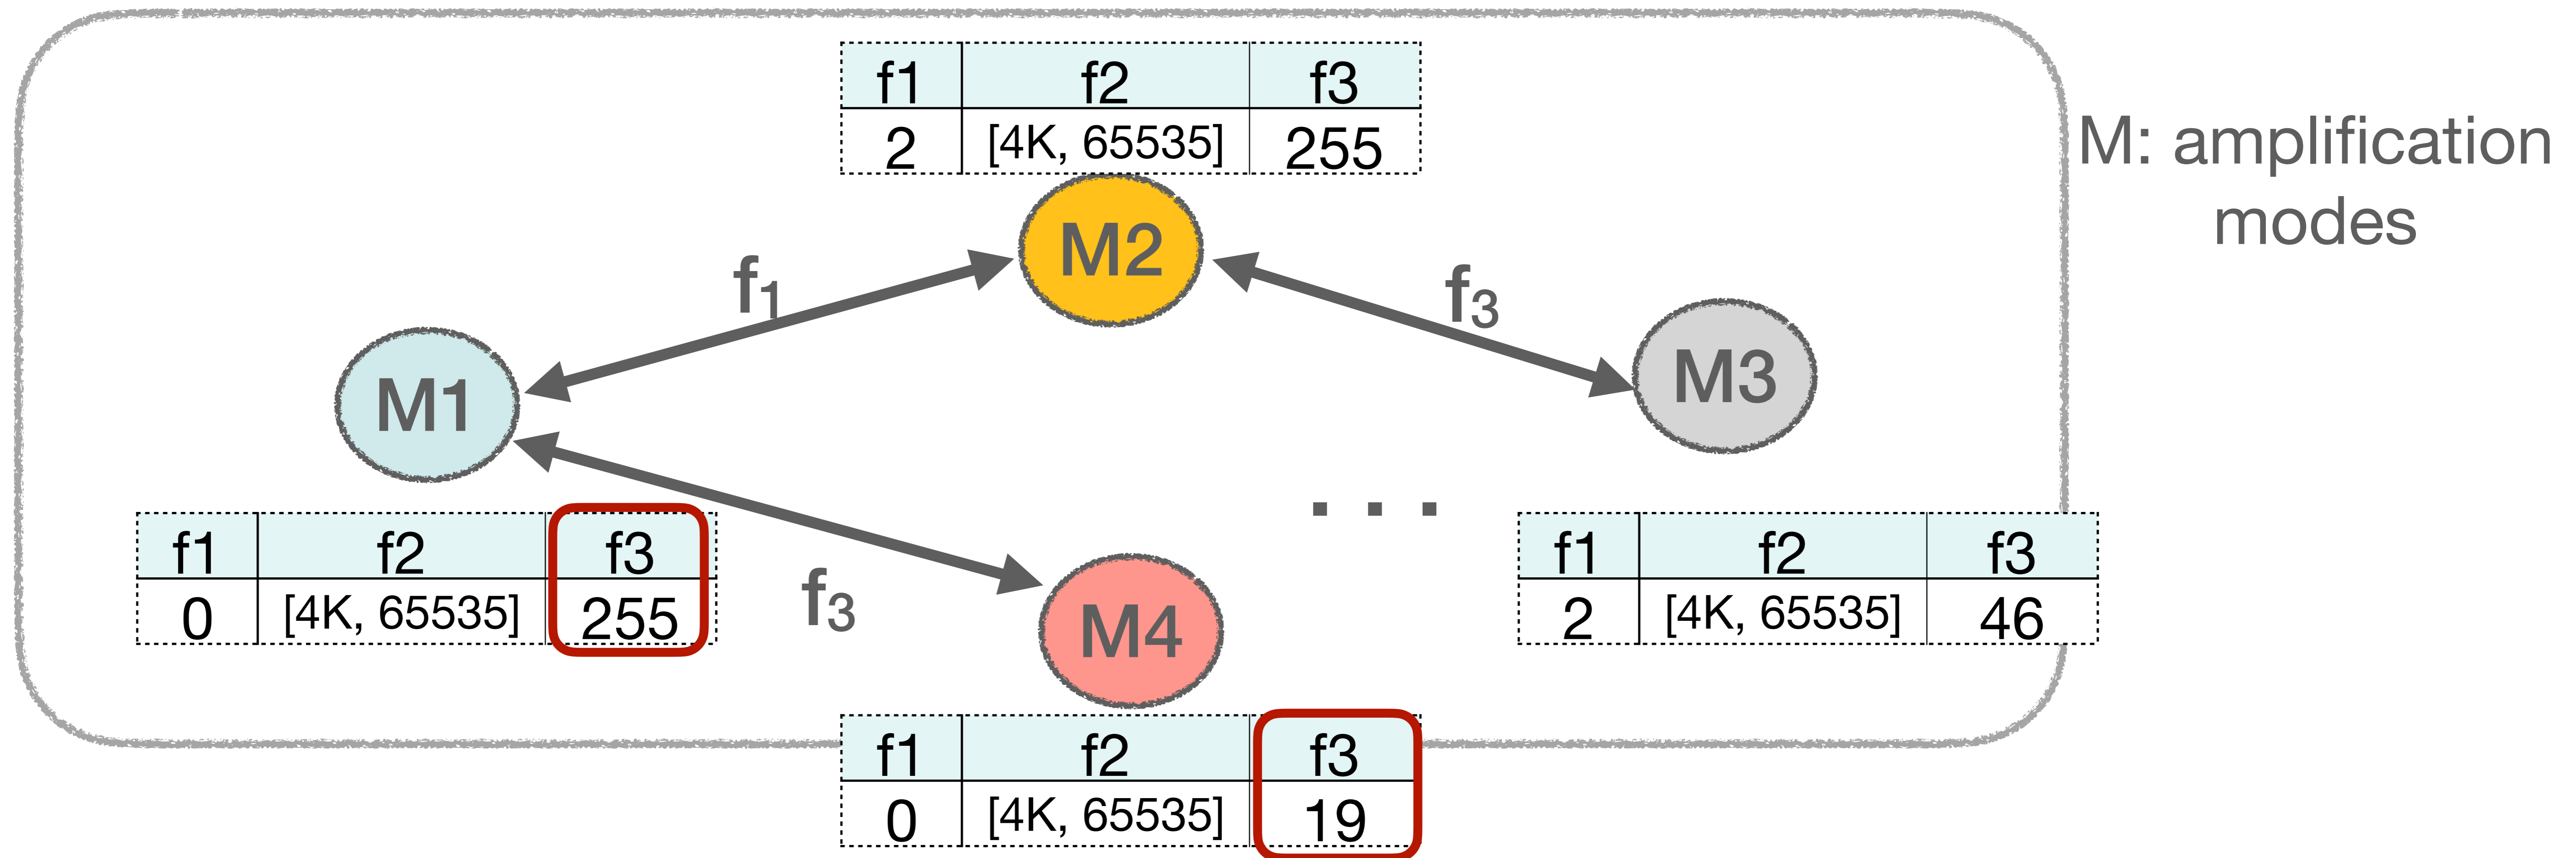 f1 f2 f3
2 [4K, 65535] 255
M: amplification
modes
M2
f1
f3
M1
M3
. . .
f1 f2 f3
0 [4K, 65535] 255
f3
M4
f1 f2 f3
2 [4K, 65535] 46
f1 f2 f3
0 [4K, 65535] 19